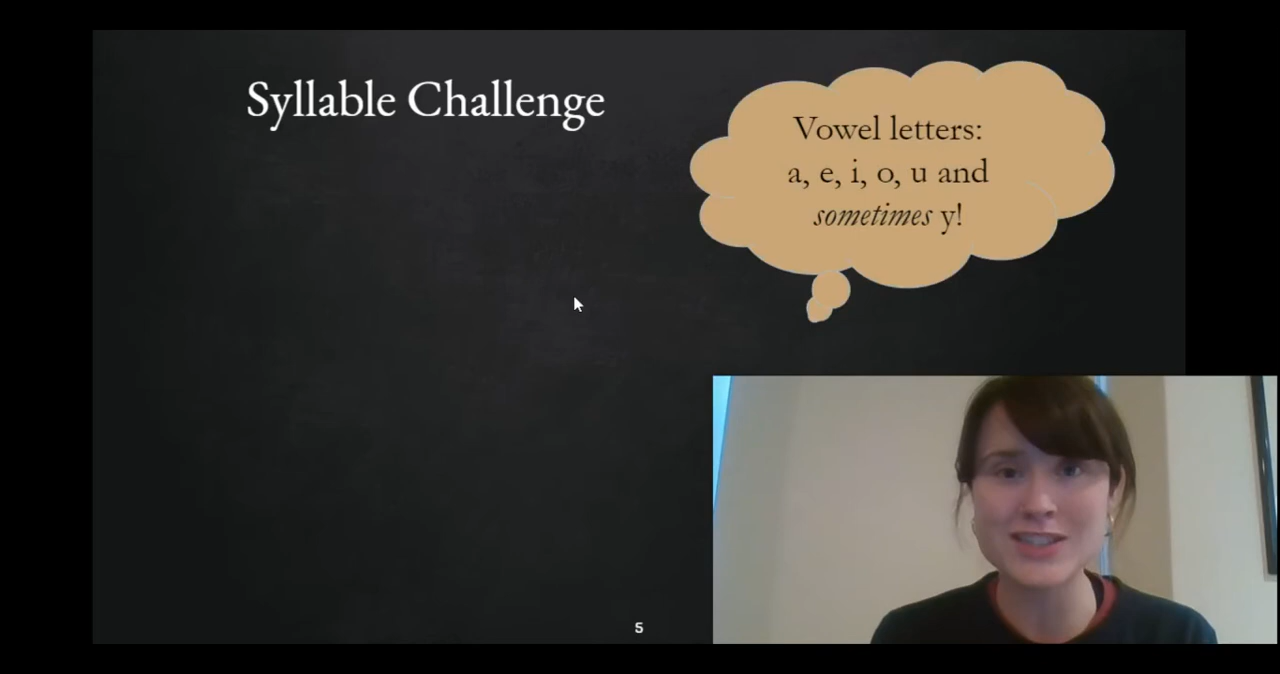 Syllable Challenge
Vowel letters:
a, e, i, o, u and
sometimes y!
5